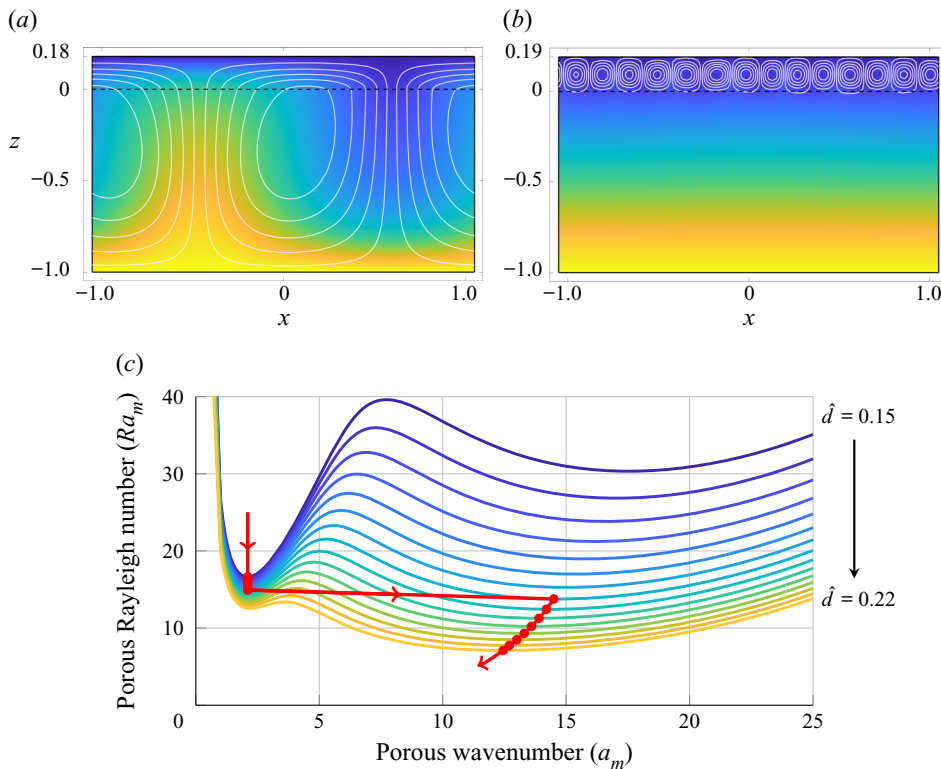 (a)
0.18
0
z
−0.5
−1.0
−1.0
0
1.0
x
(b)
0.19
0
−0.5
−1.0
−1.0
0
1.0
x
(c)
Porous Rayleigh number (Ra_m)
40
30
20
10
0
5
10
15
20
25
Porous wavenumber (a_m)
d̂ = 0.15
d̂ = 0.22